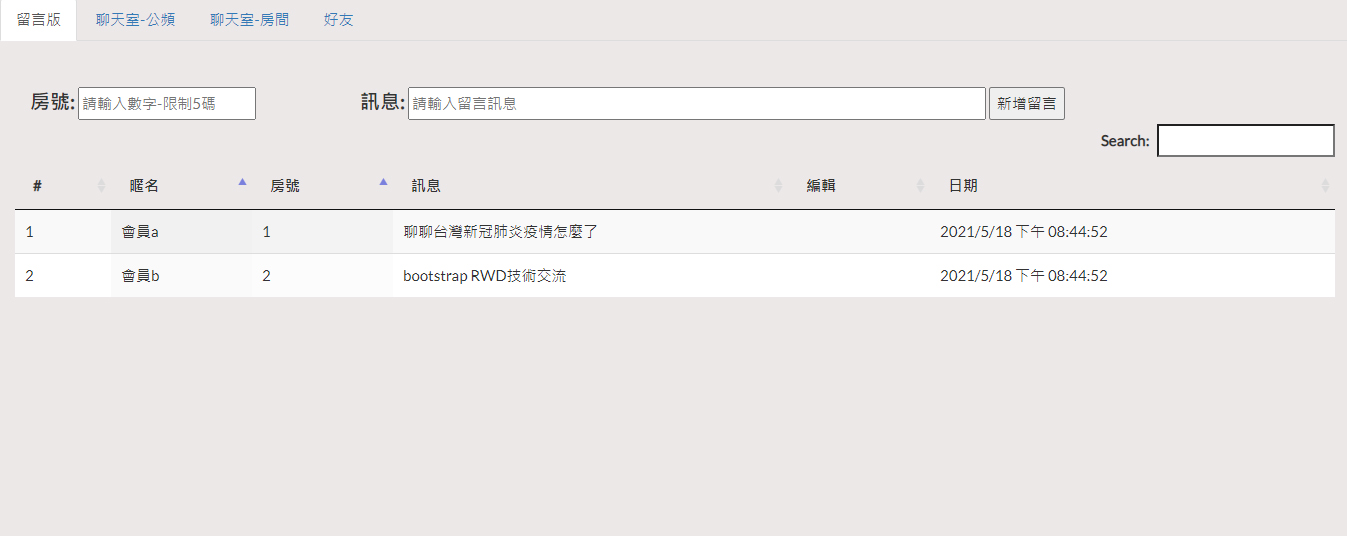 留言版 聊天室-公頻 聊天室-房間 好友
房號: 請輸入數字-限制5碼 訊息: 請輸入留言訊息 新增留言
Search:
# 暱名 房號 訊息 編輯 日期
1 會員a 1 聊聊台灣新冠肺炎疫情怎麼了 2021/5/18 下午 08:44:52
2 會員b 2 bootstrap RWD技術交流 2021/5/18 下午 08:44:52